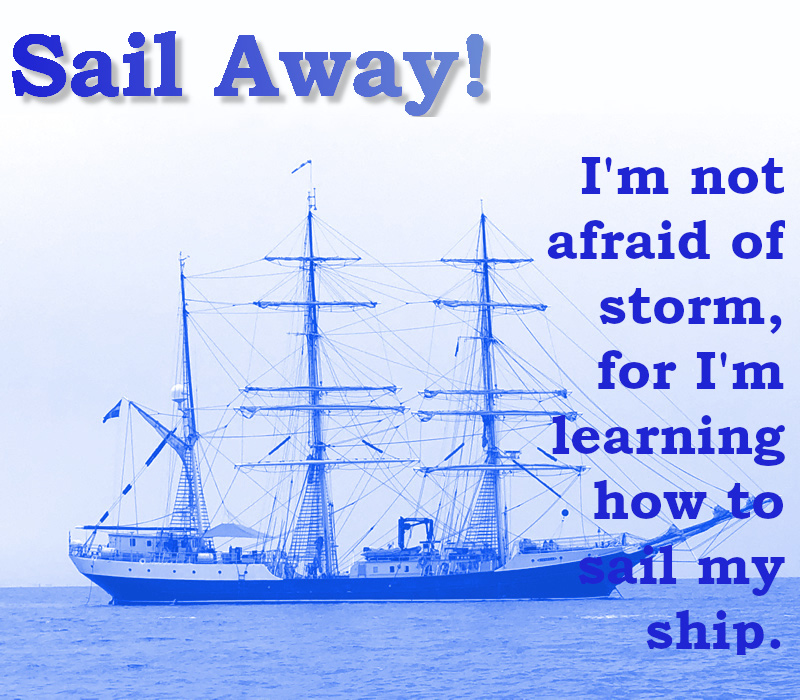 Sail Away!
I'm not
afraid of
storm,
for I'm
learning
how to
sail my
ship.